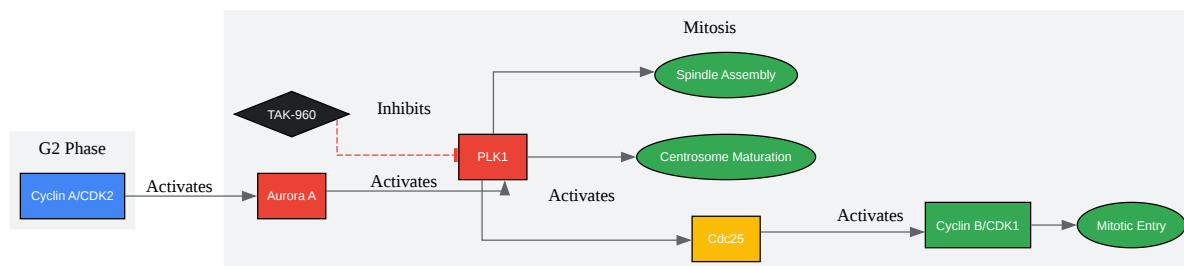 Mitosis
Spindle Assembly
TAK-960
Inhibits
G2 Phase
PLK1
Centrosome Maturation
Cyclin A/CDK2
Activates
Aurora A
Activates
Activates
Cdc25
Activates
Cyclin B/CDK1
Mitotic Entry